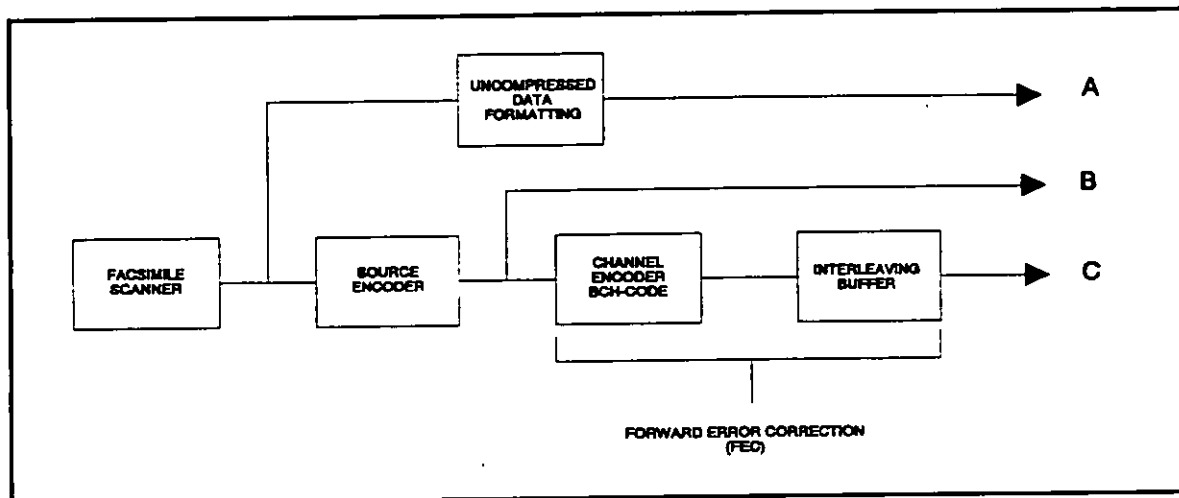 UNCOMPRESSED
DATA
FORMATTING
A
B
FACSIMILE
SCANNER
SOURCE
ENCODER
CHANNEL
ENCODER
BCH-CODE
INTERLEAVING
BUFFER
C
FORWARD ERROR CORRECTION
(FEC)